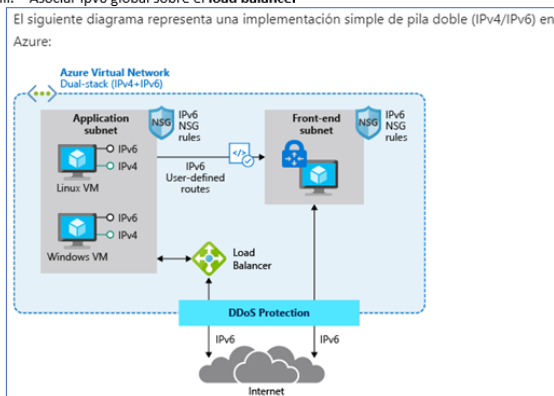 Asociar ipv6 global sobre el load balancer
El siguiente diagrama representa una implementación simple de pila doble (IPv4/IPv6) en
Azure:
Azure Virtual Network
Dual-stack (IPv4+IPv6)
Application
subnet
NSG
IPv6
NSG
rules
Front-end
subnet
NSG
IPv6
NSG
rules
IPv6
IPv4
Linux VM
</>
IPv6
User-defined
routes
IPv6
IPv4
Windows VM
Load
Balancer
DDoS Protection
IPv6
IPv6
Internet